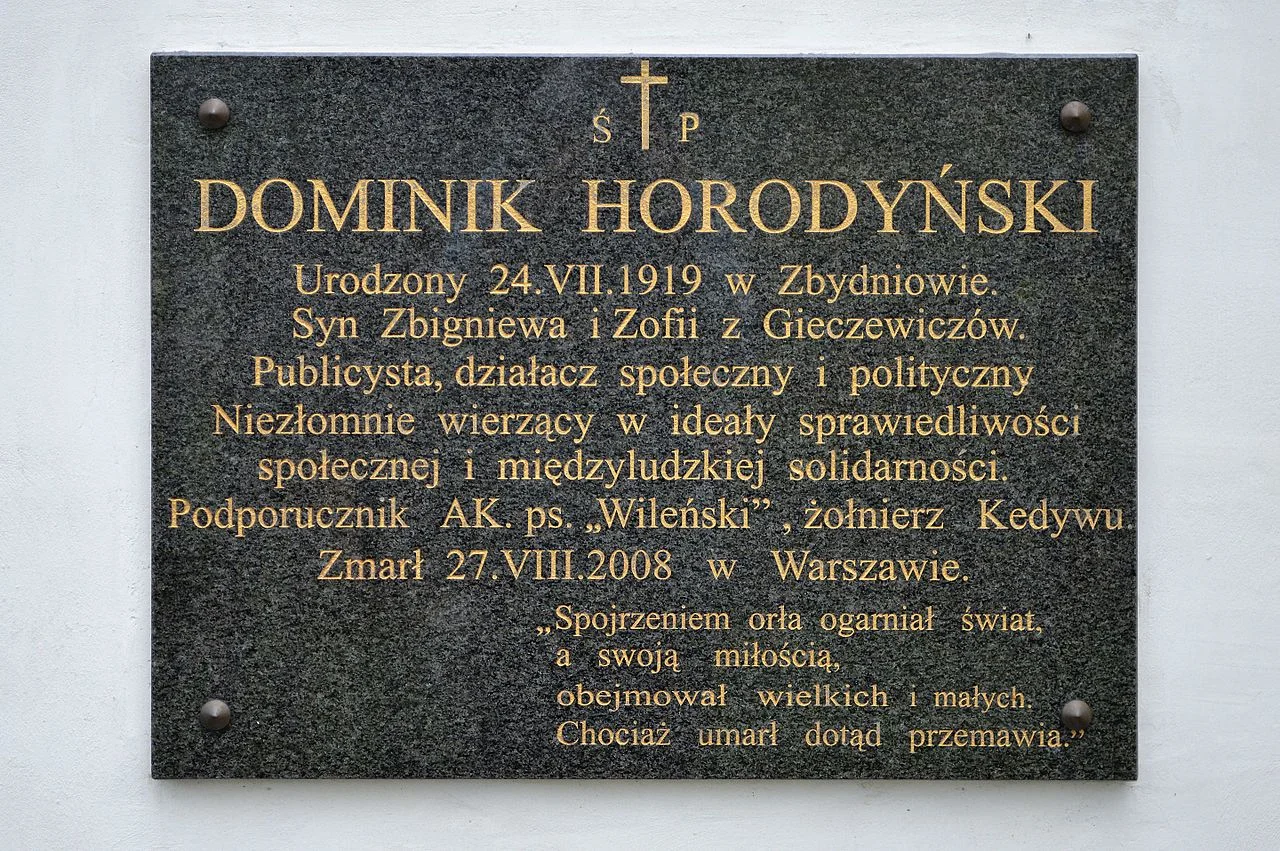 Ś P
DOMINIK HORODYŃSKI
Urodzony 24.VII.1919 w Zbydniowie.
Syn Zbigniewa i Zofii z Gieczewiczów.
Publicysta, działacz społeczny i polityczny
Niezłomnie wierzący w ideały sprawiedliwości
społecznej i międzyludzkiej solidarności.
Podporucznik AK. ps. „Wileński”, żołnierz Kedywu.
Zmarł 27.VIII.2008 w Warszawie.
„Spojrzeniem orła ogarniał świat,
a swoją miłością,
obejmował wielkich i małych.
Chociaż umarł dotąd przemawia.”